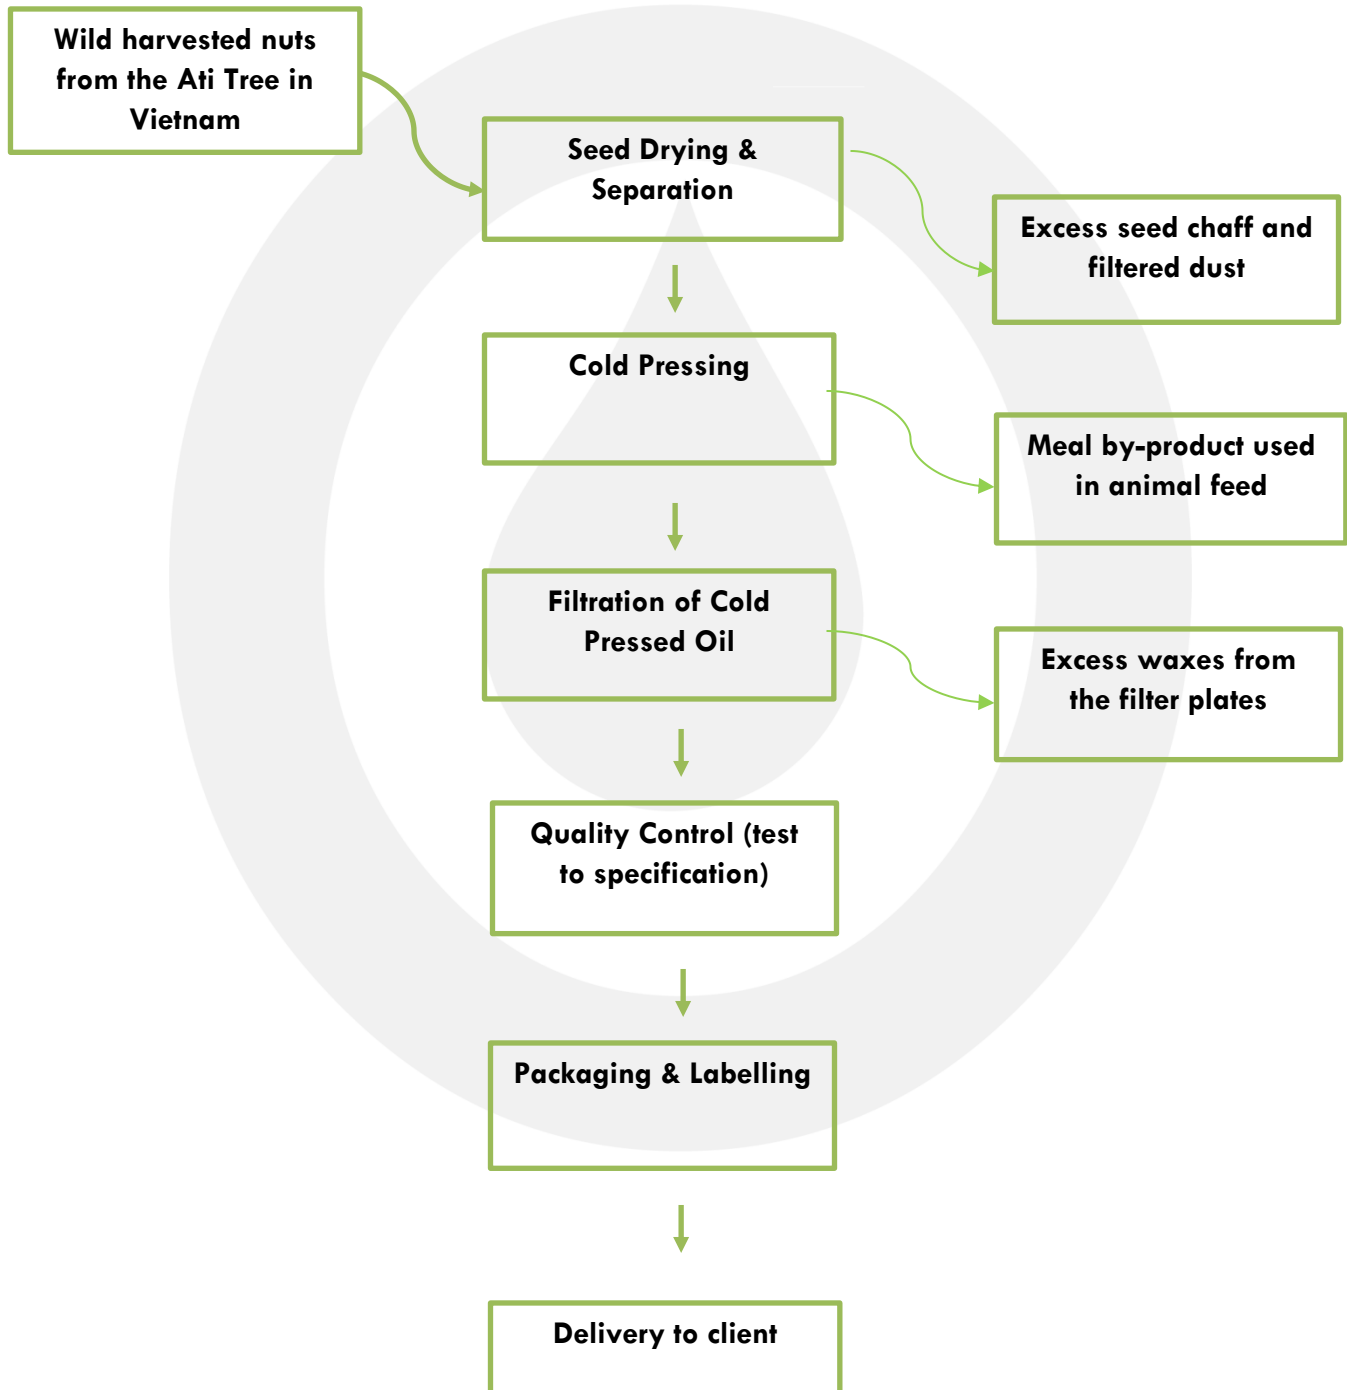 Wild harvested nuts
from the Ati Tree in
Vietnam
Seed Drying &
Separation
Excess seed chaff and
filtered dust
Cold Pressing
Meal by-product used
in animal feed
Filtration of Cold
Pressed Oil
Excess waxes from
the filter plates
Quality Control (test
to specification)
Packaging & Labelling
Delivery to client